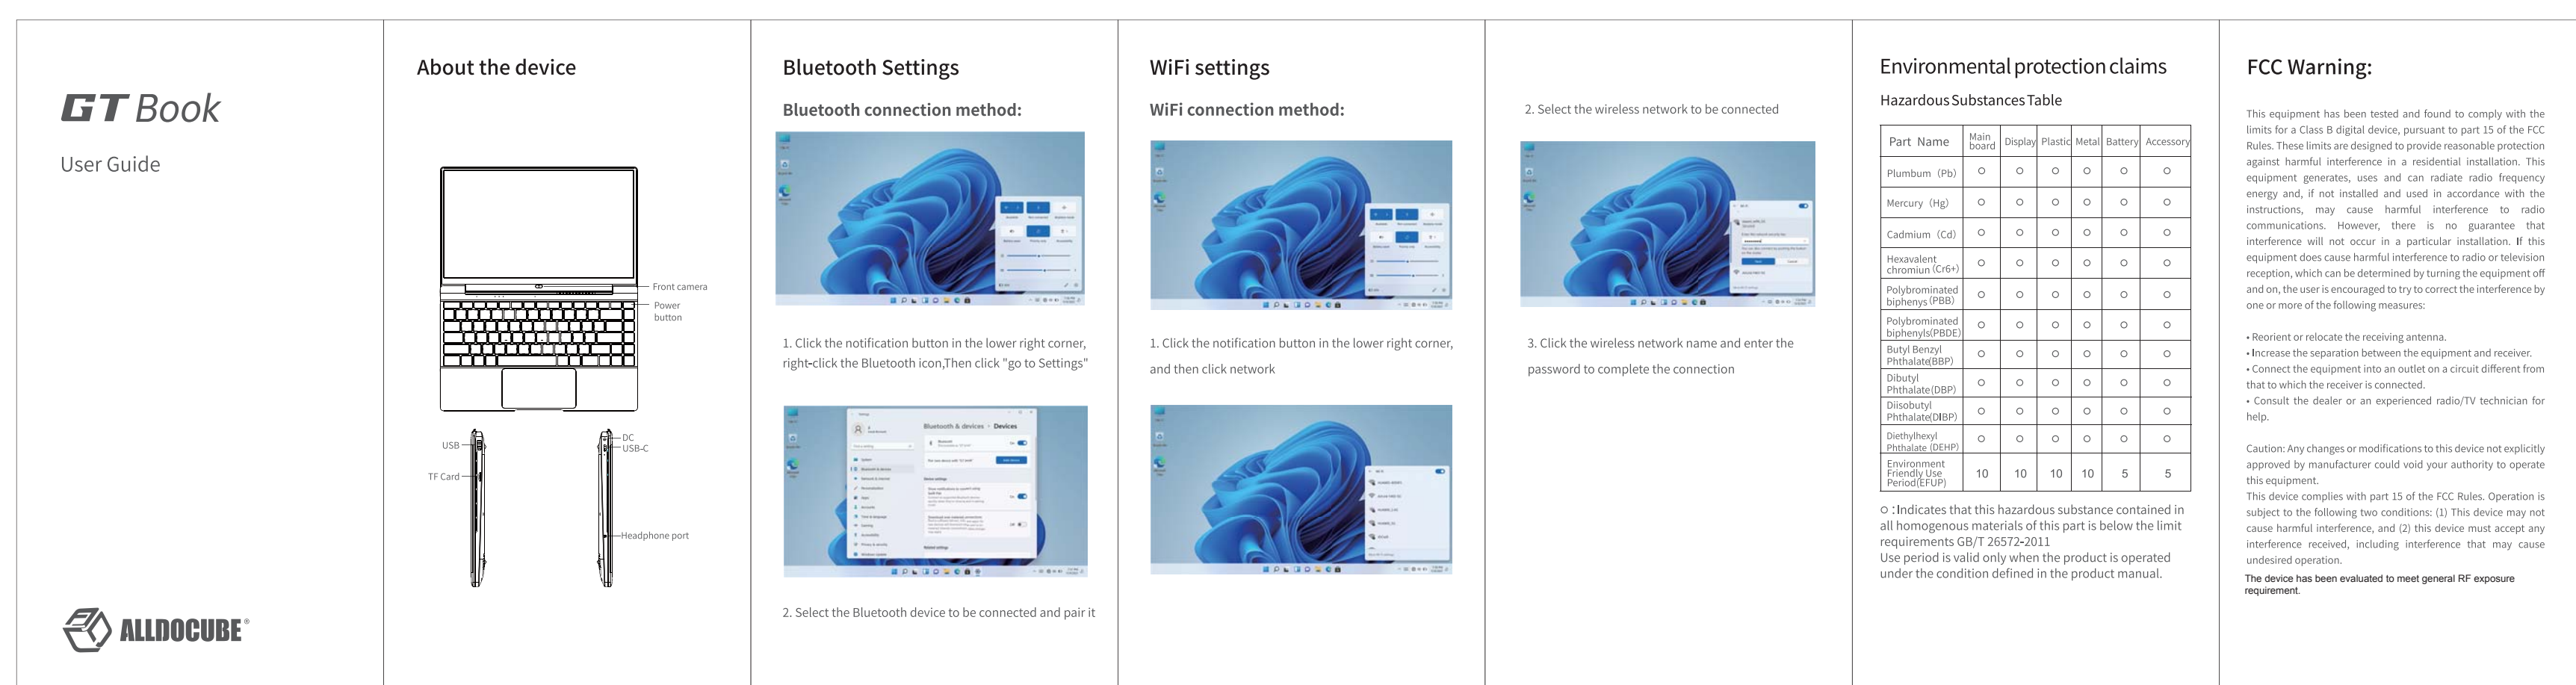 GT Book
User Guide
ALLDOCUBE®
About the device
Front camera
Power
button
USB
TF Card
DC
USB-C
Headphone port
Bluetooth Settings
Bluetooth connection method:
1. Click the notification button in the lower right corner,
right-click the Bluetooth icon,Then click "go to Settings"
Bluetooth & devices › Devices
2. Select the Bluetooth device to be connected and pair it
WiFi settings
WiFi connection method:
1. Click the notification button in the lower right corner,
and then click network
2. Select the wireless network to be connected
3. Click the wireless network name and enter the
password to complete the connection
Environmental protection claims
Hazardous Substances Table
Part Name Main board Display Plastic Metal Battery Accessory
Plumbum (Pb) ○ ○ ○ ○ ○ ○
Mercury (Hg) ○ ○ ○ ○ ○ ○
Cadmium (Cd) ○ ○ ○ ○ ○ ○
Hexavalent chromiun (Cr6+) ○ ○ ○ ○ ○ ○
Polybrominated biphenys (PBB) ○ ○ ○ ○ ○ ○
Polybrominated biphenyls(PBDE) ○ ○ ○ ○ ○ ○
Butyl Benzyl Phthalate(BBP) ○ ○ ○ ○ ○ ○
Dibutyl Phthalate(DBP) ○ ○ ○ ○ ○ ○
Diisobutyl Phthalate(DIBP) ○ ○ ○ ○ ○ ○
Diethylhexyl Phthalate (DEHP) ○ ○ ○ ○ ○ ○
Environment Friendly Use Period(EFUP) 10 10 10 10 5 5
○ : Indicates that this hazardous substance contained in
all homogenous materials of this part is below the limit
requirements GB/T 26572-2011
Use period is valid only when the product is operated
under the condition defined in the product manual.
FCC Warning:
This equipment has been tested and found to comply with the
limits for a Class B digital device, pursuant to part 15 of the FCC
Rules. These limits are designed to provide reasonable protection
against harmful interference in a residential installation. This
equipment generates, uses and can radiate radio frequency
energy and, if not installed and used in accordance with the
instructions, may cause harmful interference to radio
communications. However, there is no guarantee that
interference will not occur in a particular installation. If this
equipment does cause harmful interference to radio or television
reception, which can be determined by turning the equipment off
and on, the user is encouraged to try to correct the interference by
one or more of the following measures:
• Reorient or relocate the receiving antenna.
• Increase the separation between the equipment and receiver.
• Connect the equipment into an outlet on a circuit different from
that to which the receiver is connected.
• Consult the dealer or an experienced radio/TV technician for
help.
Caution: Any changes or modifications to this device not explicitly
approved by manufacturer could void your authority to operate
this equipment.
This device complies with part 15 of the FCC Rules. Operation is
subject to the following two conditions: (1) This device may not
cause harmful interference, and (2) this device must accept any
interference received, including interference that may cause
undesired operation.
The device has been evaluated to meet general RF exposure
requirement.